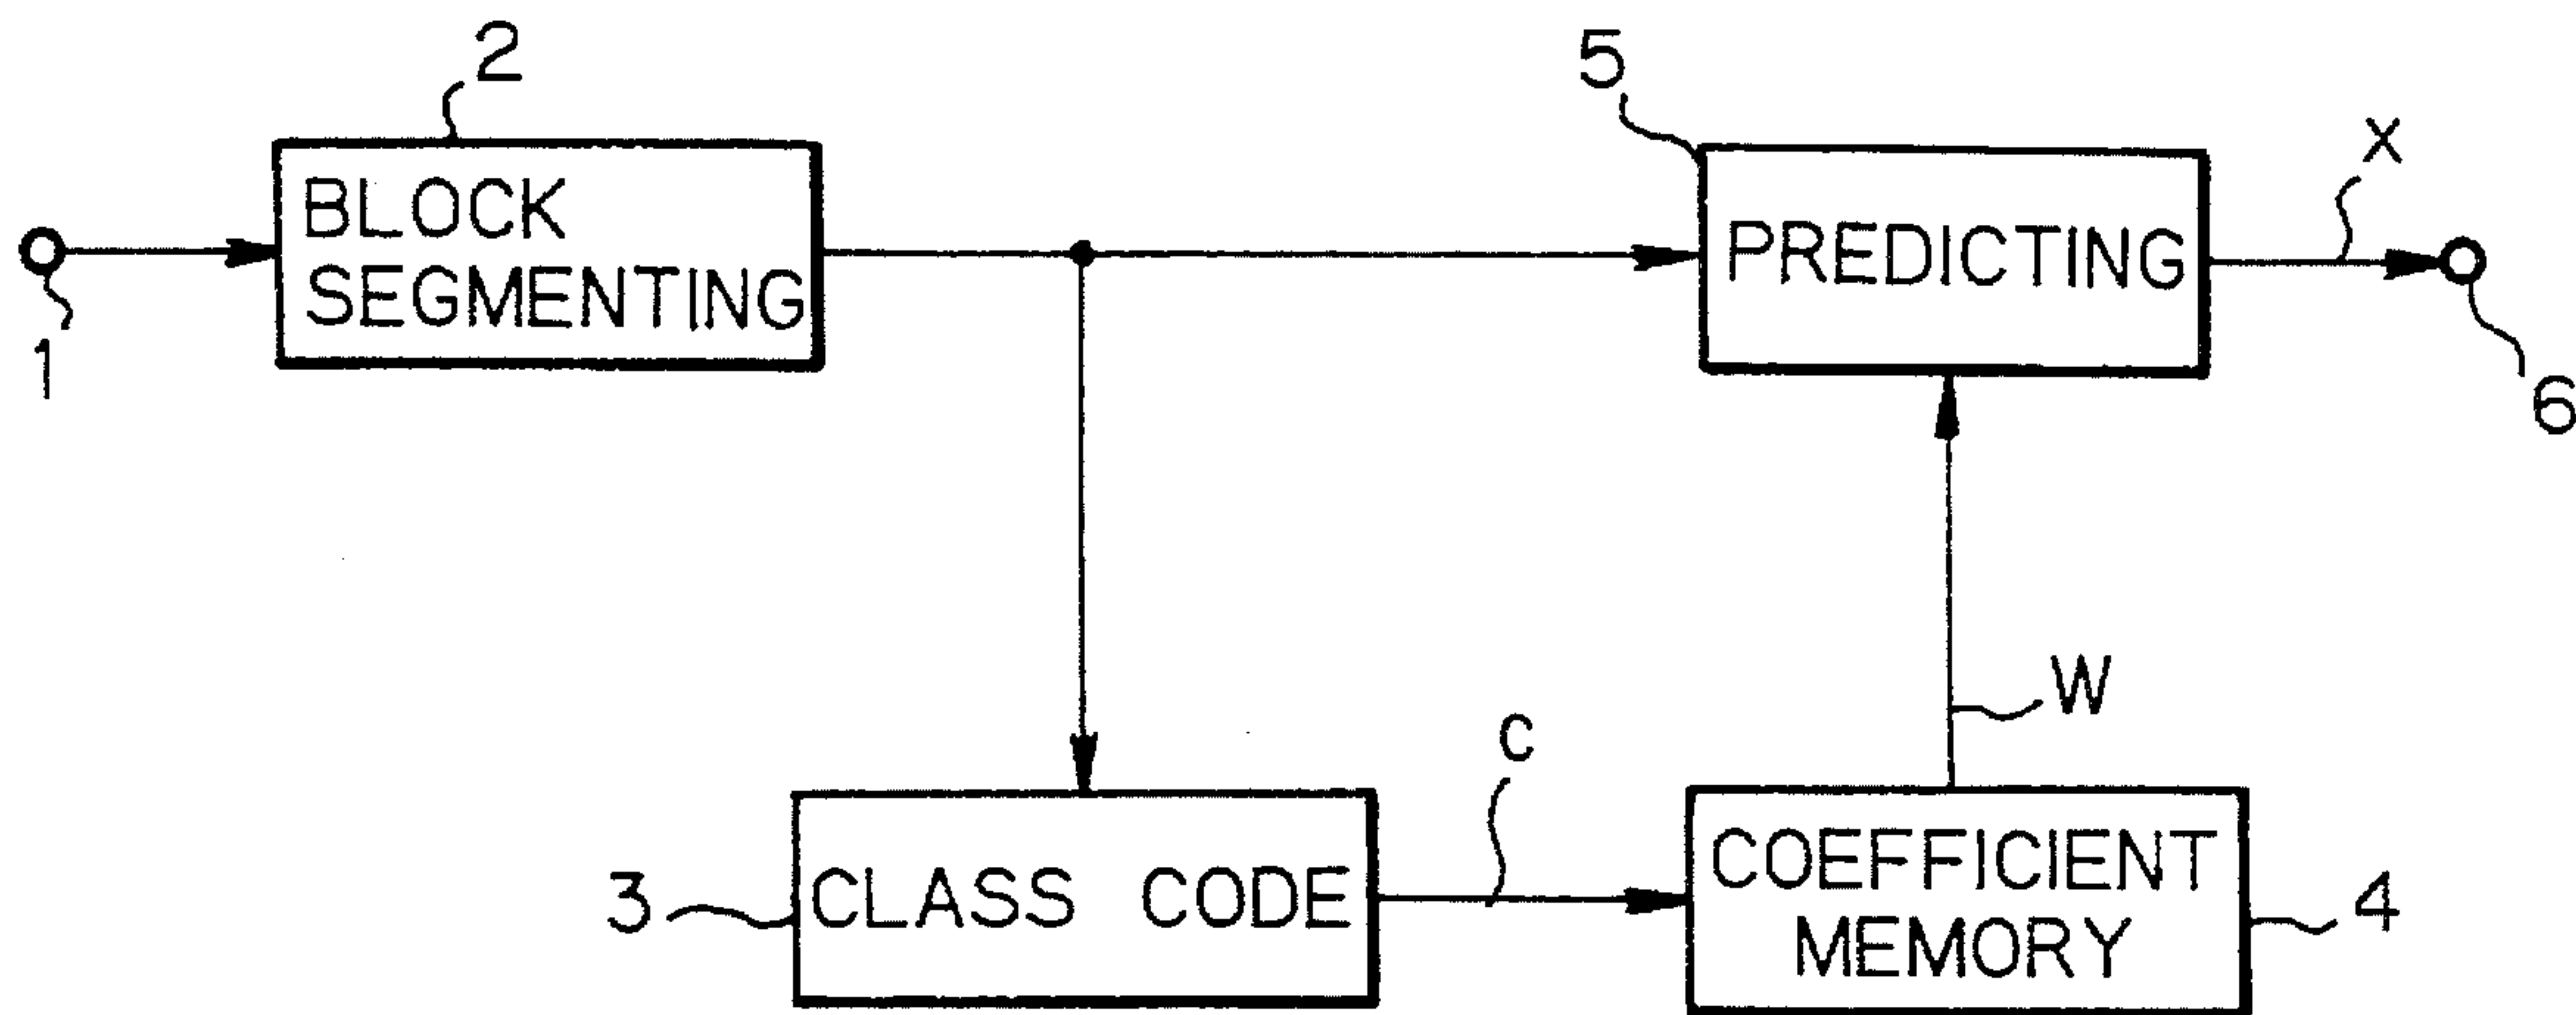 2
5
X
BLOCK
SEGMENTING
PREDICTING
1
6
W
C
3
CLASS CODE
COEFFICIENT
MEMORY
4